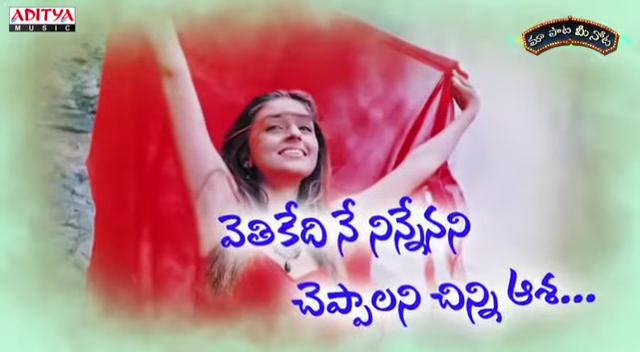 ADITYA
MUSIC
మా పాట మీ నోట
వెతికేది నే నిన్నేనని
చెప్పాలని చిన్ని ఆశ...